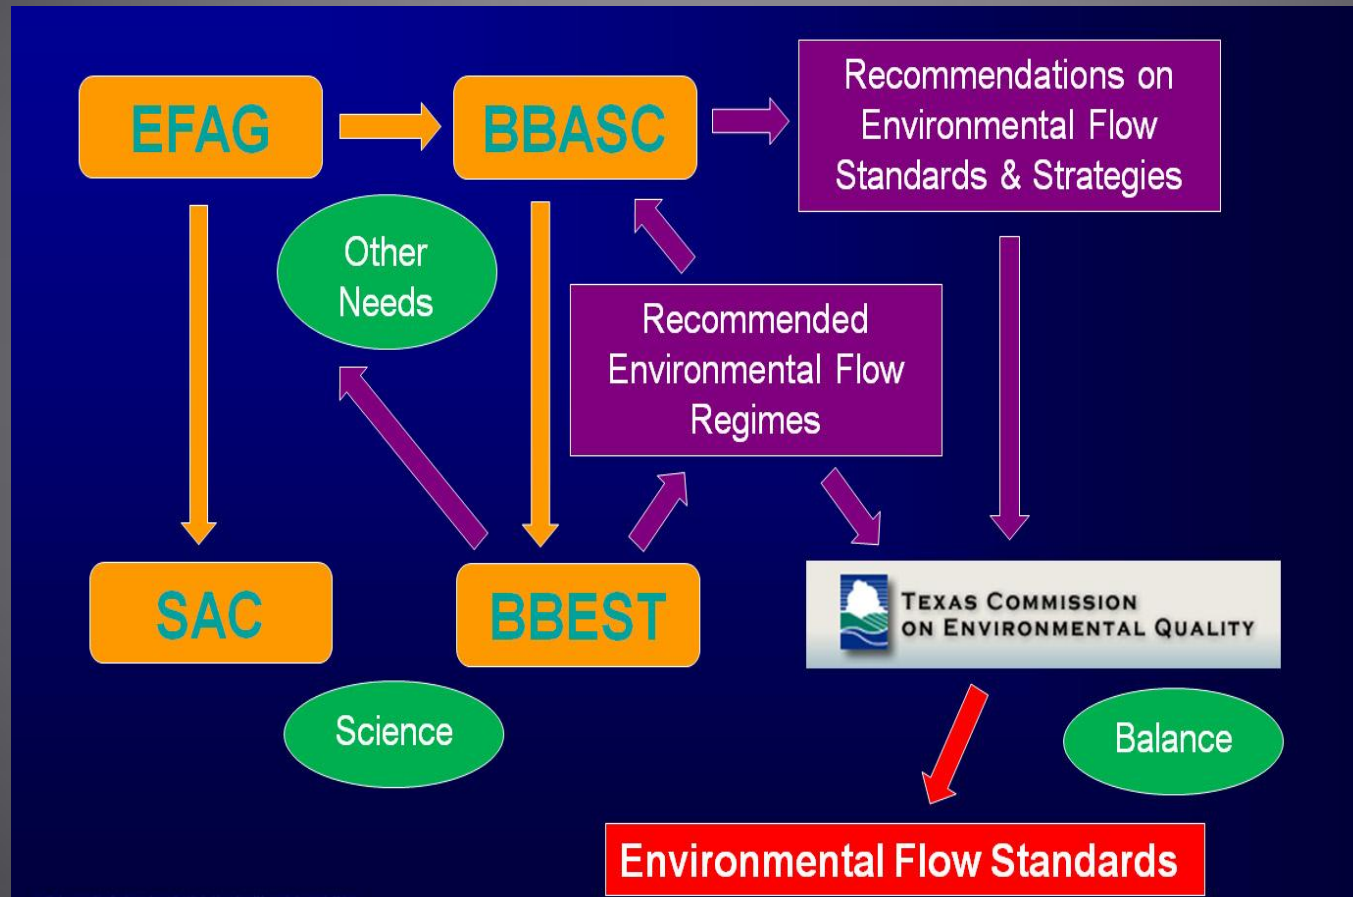 EFAG
BBASC
Recommendations on
Environmental Flow
Standards & Strategies
Other
Needs
Recommended
Environmental Flow
Regimes
SAC
BBEST
TEXAS COMMISSION
ON ENVIRONMENTAL QUALITY
Science
Balance
Environmental Flow Standards